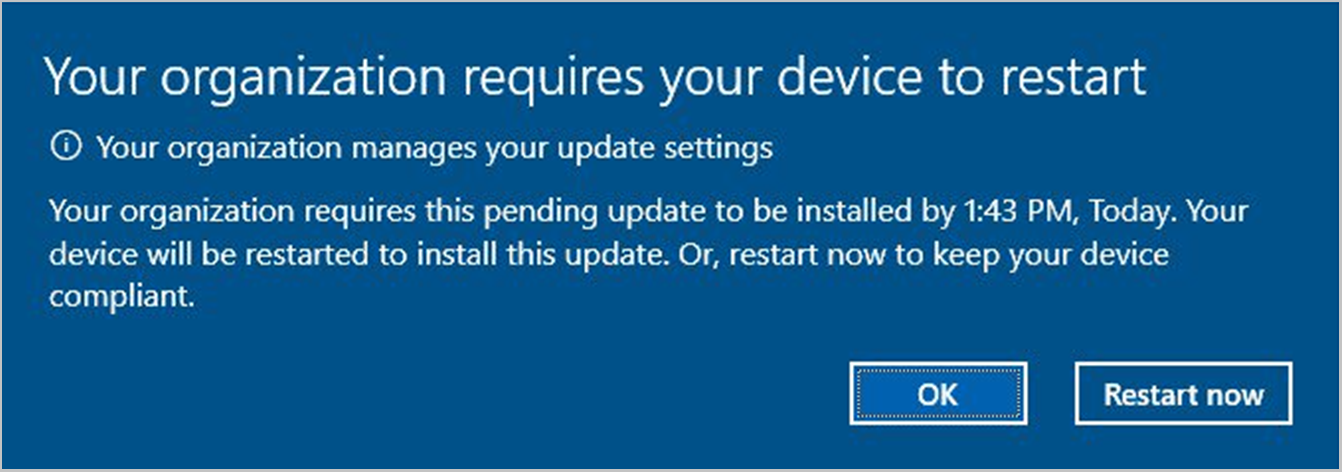 Your organization requires your device to restart
Your organization manages your update settings
Your organization requires this pending update to be installed by 1:43 PM, Today. Your
device will be restarted to install this update. Or, restart now to keep your device
compliant.
OK
Restart now